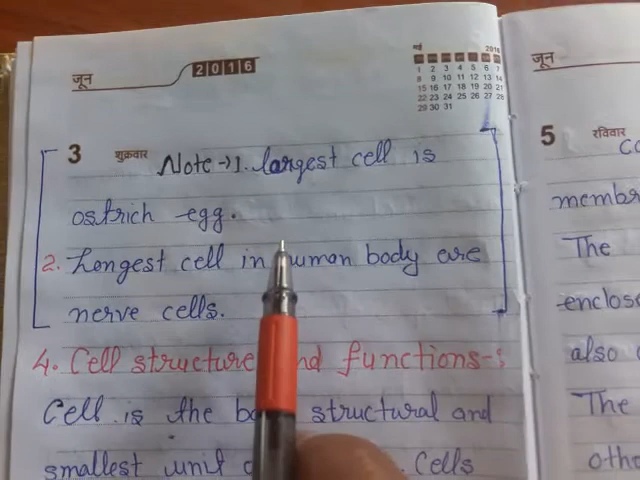 जून
2016
मई 2016
1 2 3 4 5 6 7
8 9 10 11 12 13 14
15 16 17 18 19 20 21
22 23 24 25 26 27 28
29 30 31
3 शुक्रवार
Note → 1. largest cell is
ostrich egg.
2. Longest cell in human body are
nerve cells.
4. Cell structure and functions-:
Cell is the structural and
smallest unit Cells
जून
5 रविवार
membr
The
enclose
also
The
othe